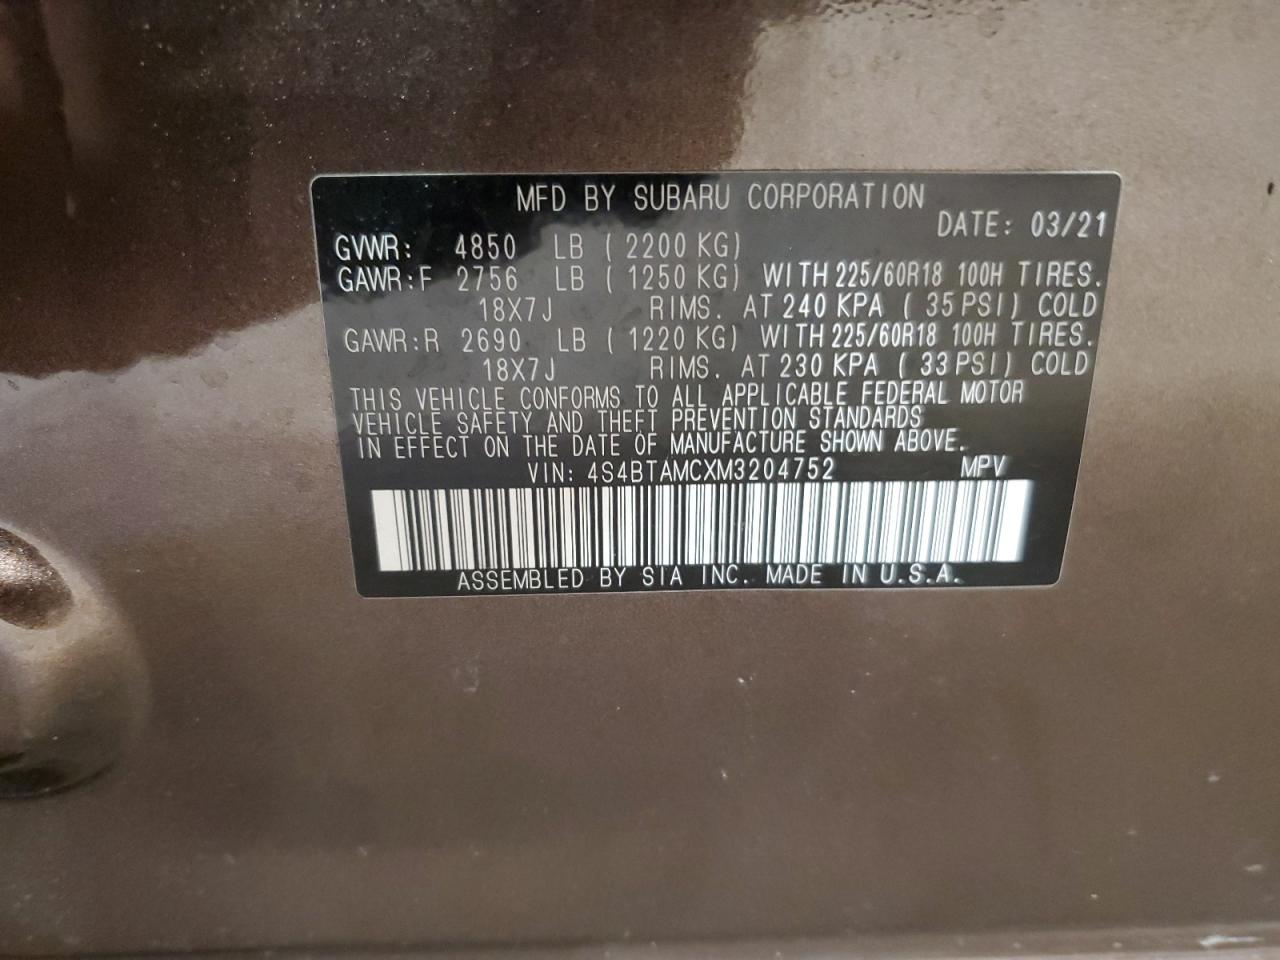 MFD BY SUBARU CORPORATION
DATE: 03/21
GVWR: 4850 LB ( 2200 KG)
GAWR:F 2756 LB ( 1250 KG) WITH 225/60R18 100H TIRES.
18X7J RIMS. AT 240 KPA ( 35 PSI) COLD
GAWR:R 2690 LB ( 1220 KG) WITH 225/60R18 100H TIRES.
18X7J RIMS. AT 230 KPA ( 33 PSI) COLD
THIS VEHICLE CONFORMS TO ALL APPLICABLE FEDERAL MOTOR
VEHICLE SAFETY AND THEFT PREVENTION STANDARDS
IN EFFECT ON THE DATE OF MANUFACTURE SHOWN ABOVE.
VIN: 4S4BTAMCXM3204752 MPV
ASSEMBLED BY SIA INC. MADE IN U.S.A.